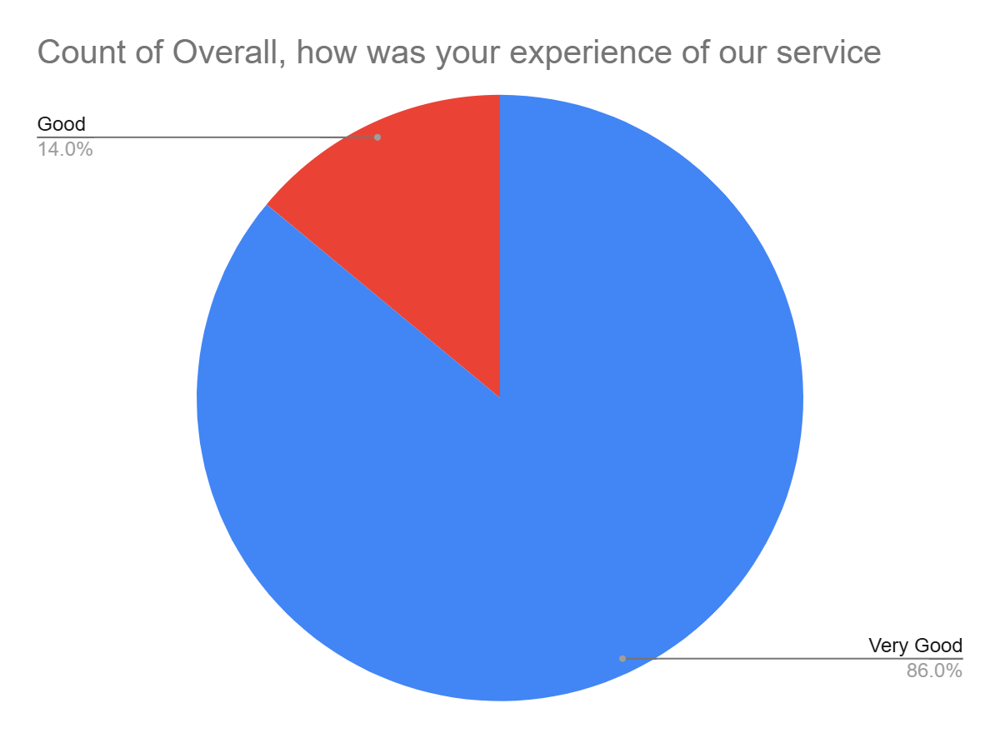 Count of Overall, how was your experience of our service
Good
14.0%
Very Good
86.0%